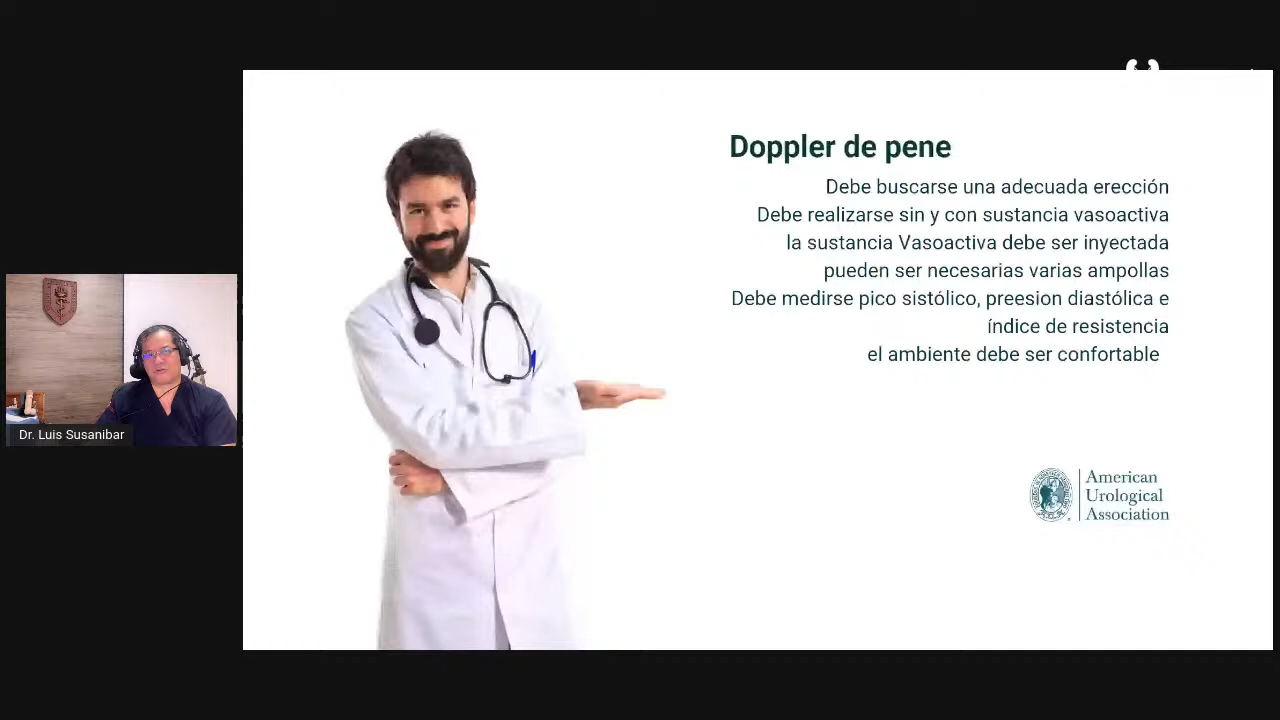 Doppler de pene
Debe buscarse una adecuada erección
Debe realizarse sin y con sustancia vasoactiva
la sustancia Vasoactiva debe ser inyectada
pueden ser necesarias varias ampollas
Debe medirse pico sistólico, preesion diastólica e
índice de resistencia
el ambiente debe ser confortable
American
Urological
Association
Dr. Luis Susanibar